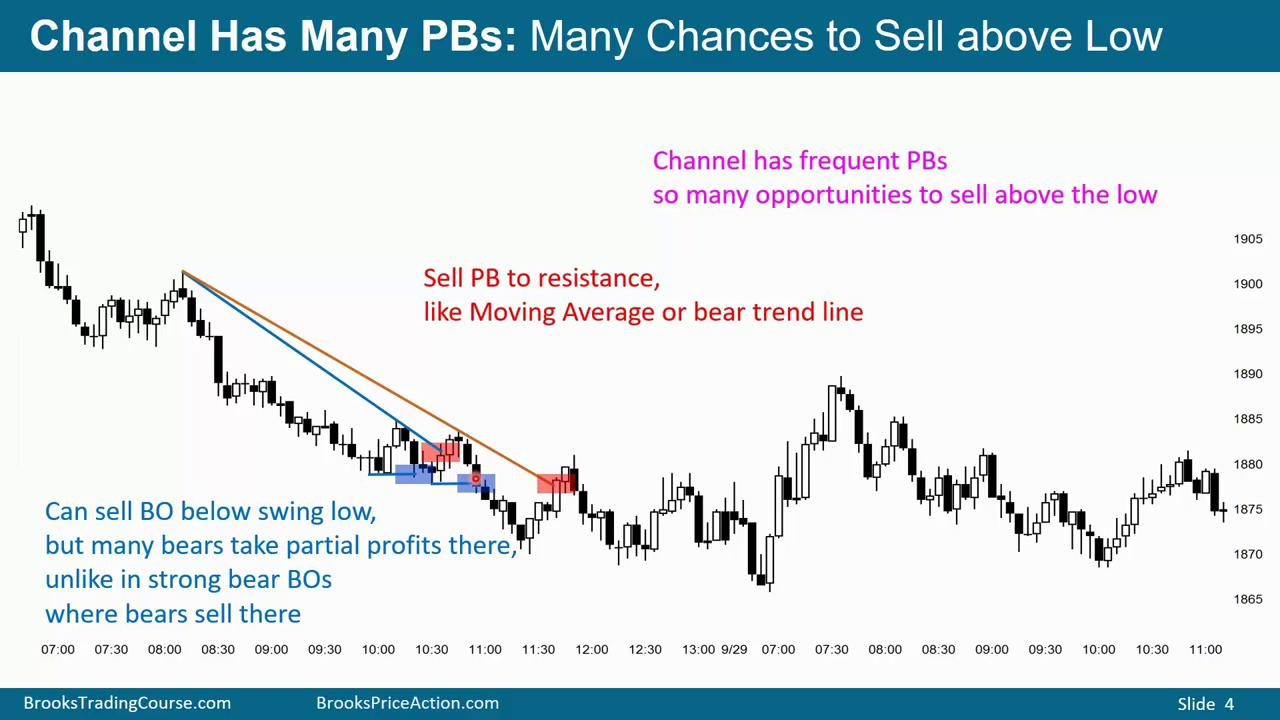 Channel Has Many PBs: Many Chances to Sell above Low
Channel has frequent PBs
so many opportunities to sell above the low
Sell PB to resistance,
like Moving Average or bear trend line
Can sell BO below swing low,
but many bears take partial profits there,
unlike in strong bear BOs
where bears sell there
1905
1900
1895
1890
1885
1880
1875
1870
1865
07:00 07:30 08:00 08:30 09:00 09:30 10:00 10:30 11:00 11:30 12:00 12:30 13:00 9/29 07:00 07:30 08:00 08:30 09:00 09:30 10:00 10:30 11:00
BrooksTradingCourse.com BrooksPriceAction.com Slide 4